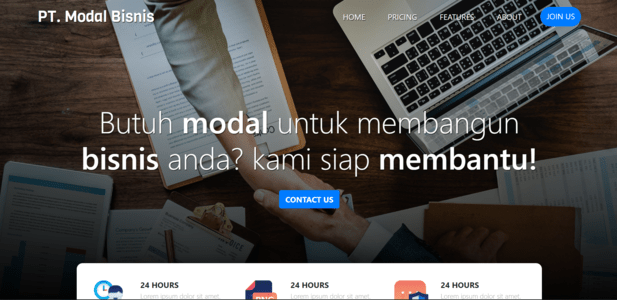 PT. Modal Bisnis
HOME PRICING FEATURES ABOUT JOIN US
Butuh modal untuk membangun
bisnis anda? kami siap membantu!
CONTACT US
24 HOURS 24 HOURS 24 HOURS
Lorem ipsum dolor sit amet Lorem ipsum dolor sit amet Lorem ipsum dolor sit amet
PNG